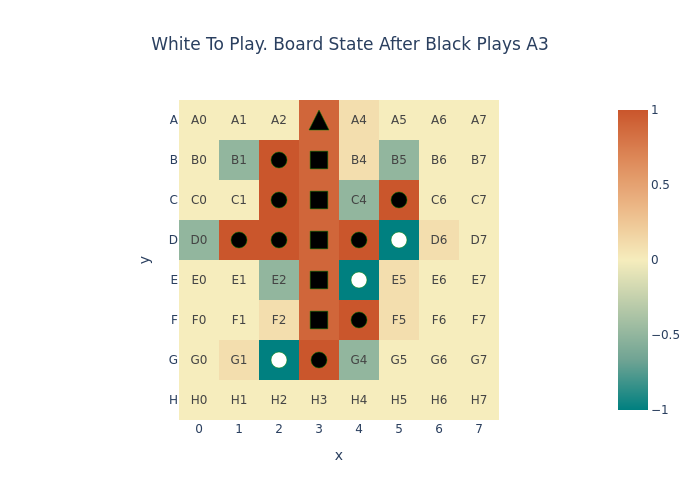 White To Play. Board State After Black Plays A3
A A0 A1 A2 A4 A5 A6 A7
B B0 B1 B4 B5 B6 B7
C C0 C1 C4 C6 C7
D D0 D6 D7
E E0 E1 E2 E5 E6 E7
F F0 F1 F2 F5 F6 F7
G G0 G1 G4 G5 G6 G7
H H0 H1 H2 H3 H4 H5 H6 H7
0 1 2 3 4 5 6 7
x
y
1
0.5
0
−0.5
−1